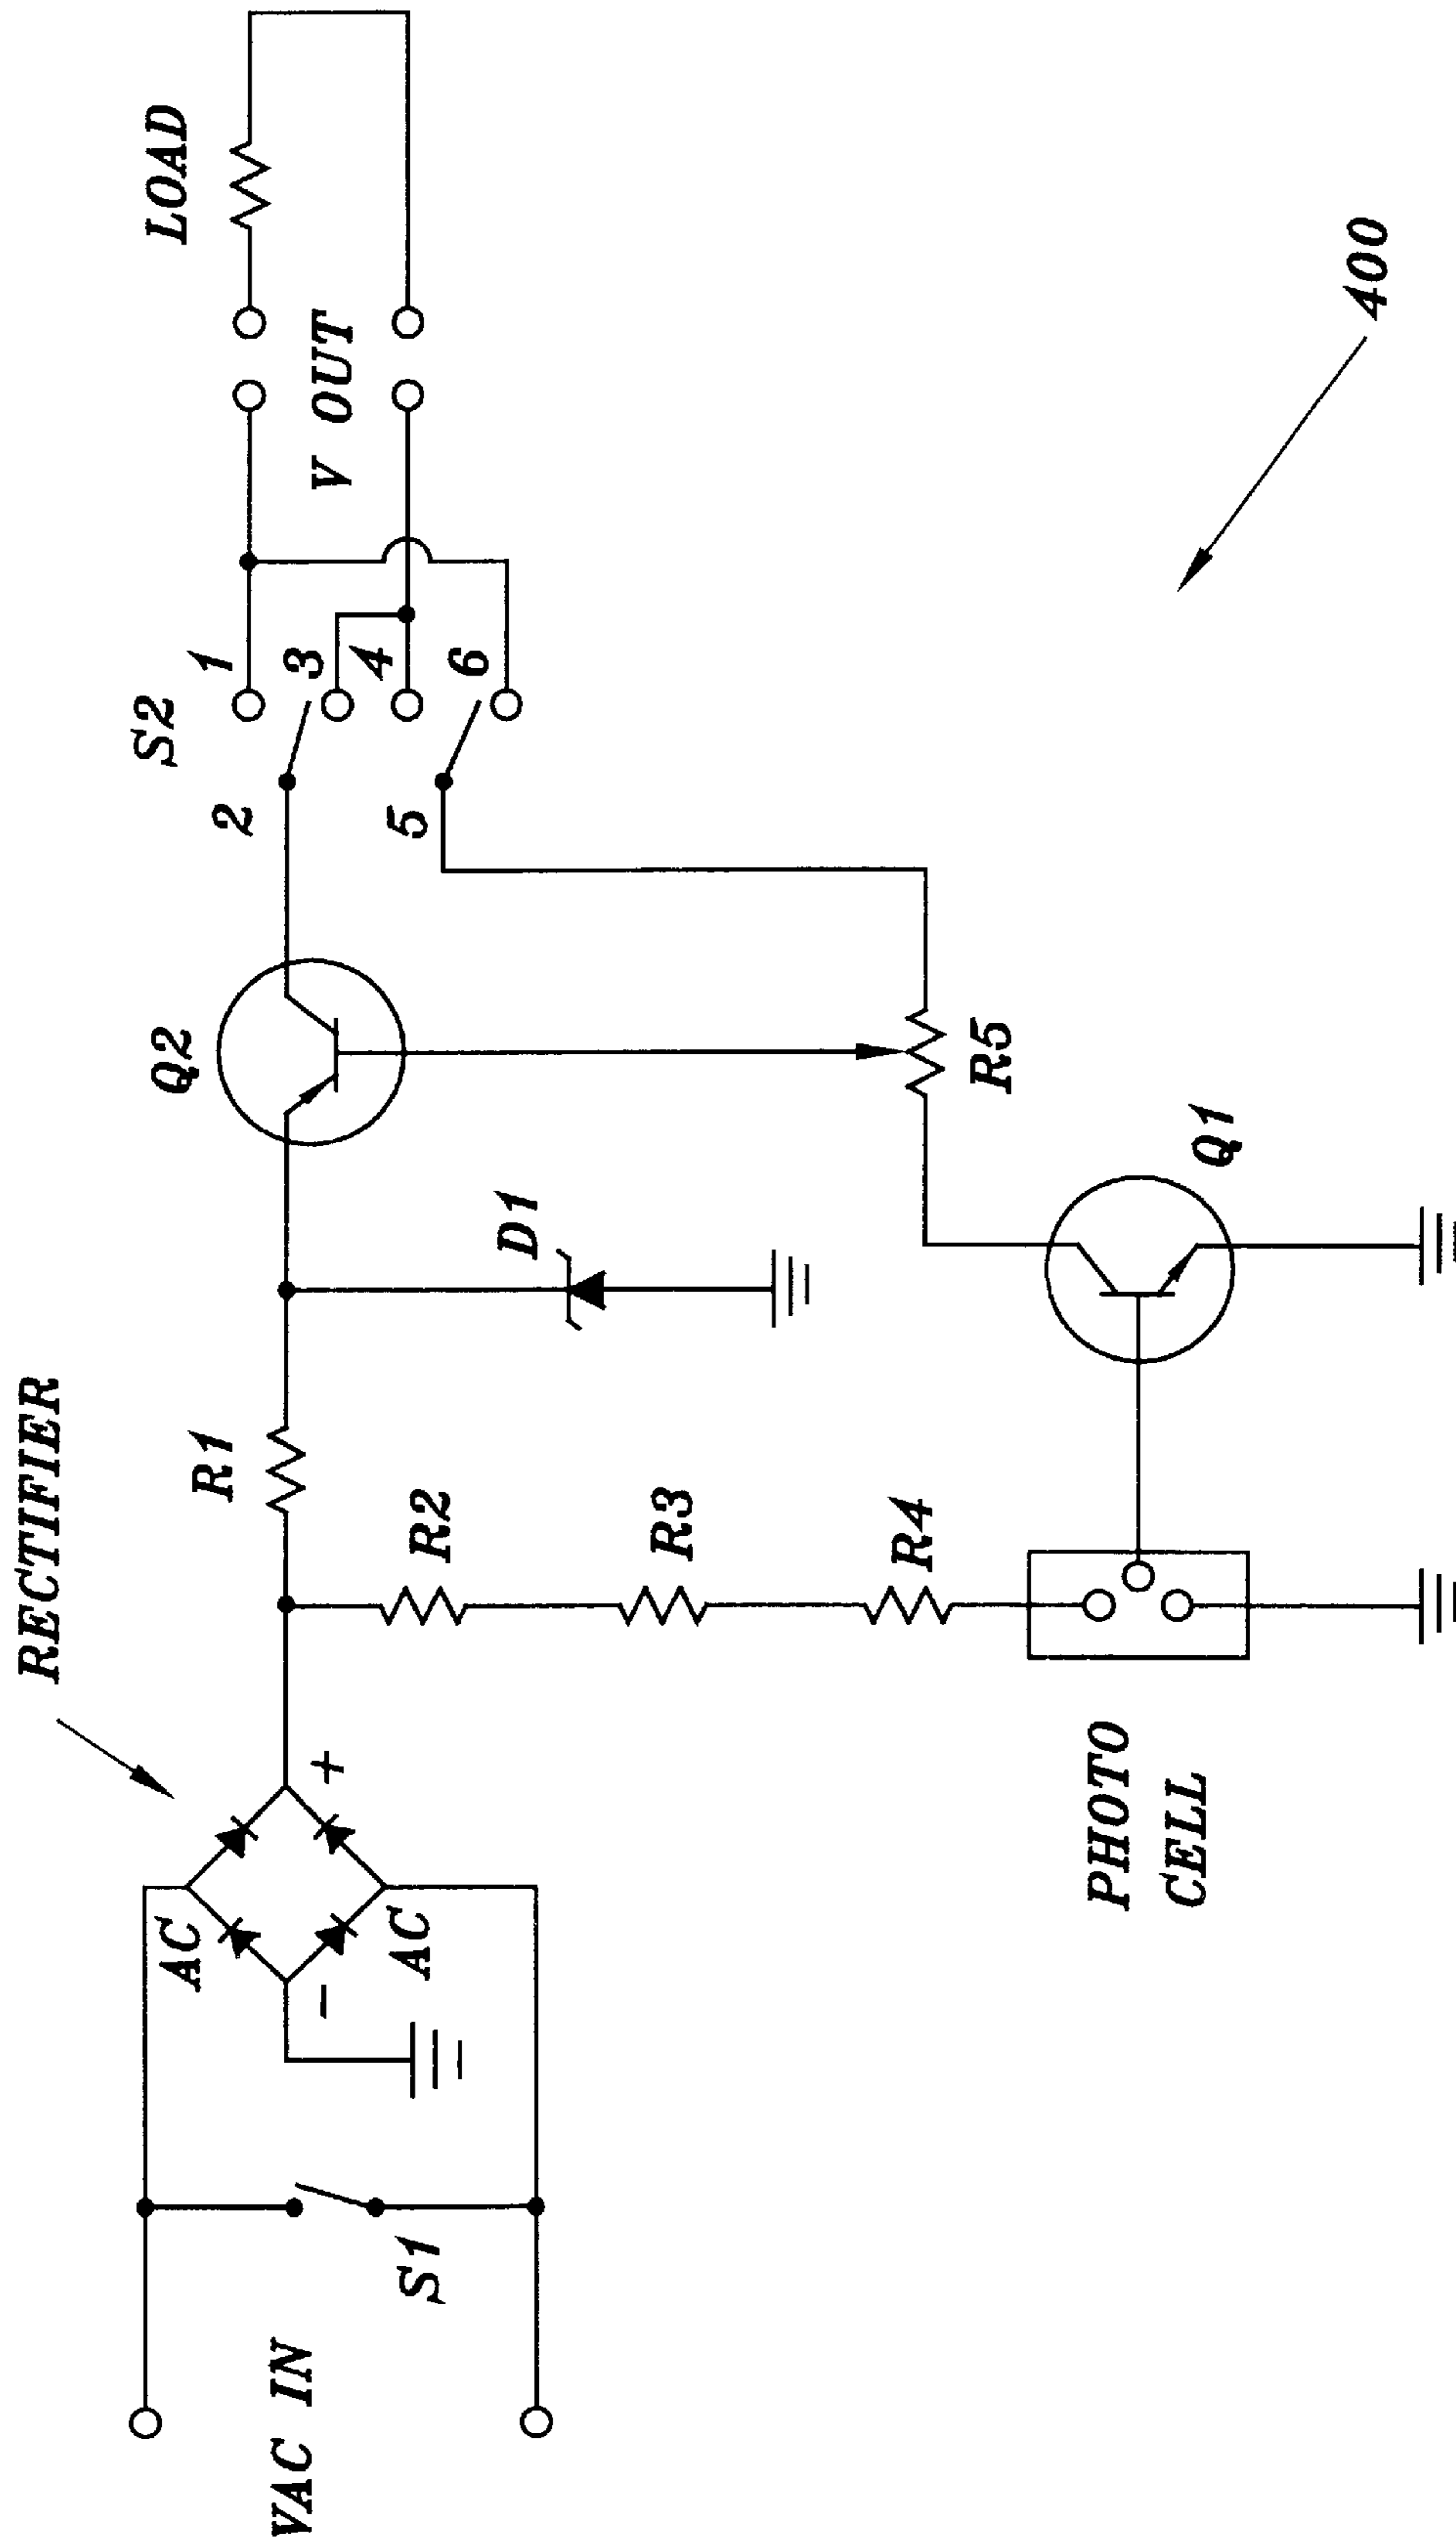 RECTIFIER
VAC IN
S1
AC
AC
+
-
R1
R2
R3
R4
PHOTO
CELL
D1
Q1
Q2
R5
S2
2
5
1
3
4
6
V OUT
LOAD
400